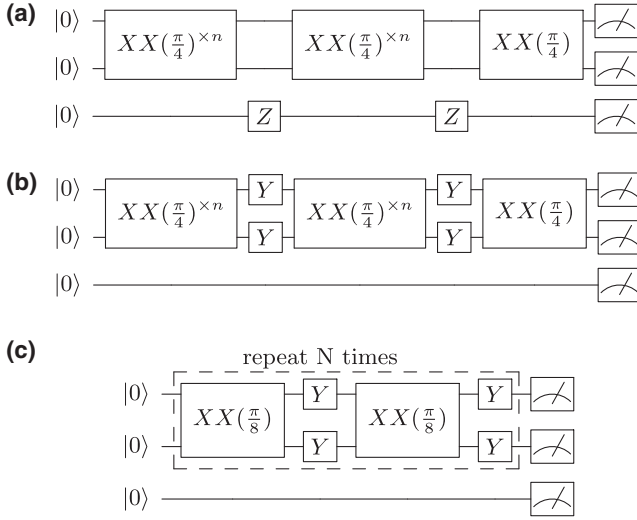 (a)
|0⟩ XX(π/4)^×n XX(π/4)^×n XX(π/4)
|0⟩
|0⟩ Z Z
(b)
|0⟩ Y Y
XX(π/4)^×n XX(π/4)^×n XX(π/4)
|0⟩ Y Y
|0⟩
(c)
repeat N times
|0⟩ Y Y
XX(π/8) XX(π/8)
|0⟩ Y Y
|0⟩